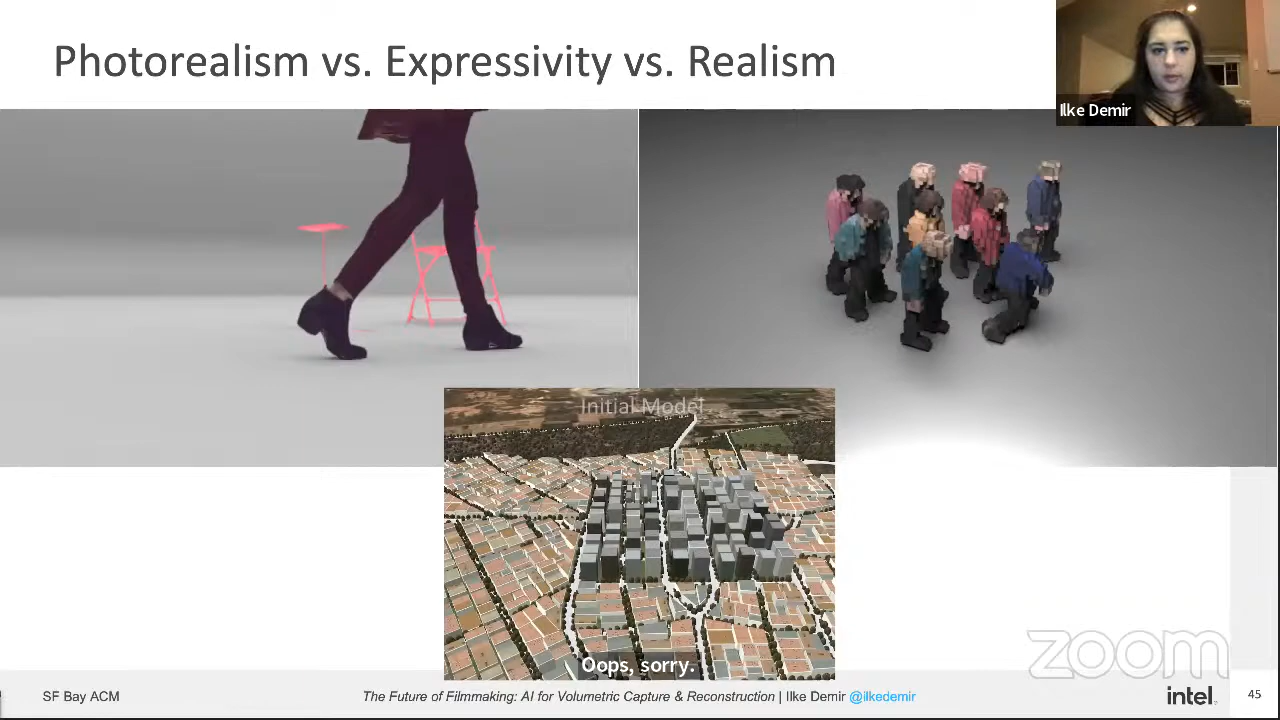 Photorealism vs. Expressivity vs. Realism
Ilke Demir
Initial Model
Oops, sorry.
zoom
SF Bay ACM
The Future of Filmmaking: AI for Volumetric Capture & Reconstruction | Ilke Demir @ilkedemir
intel.
45